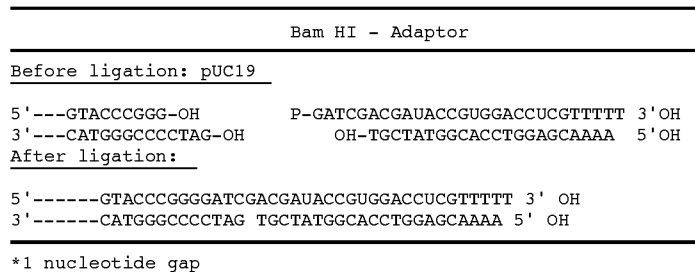 Bam HI - Adaptor
Before ligation: pUC19
5'---GTACCCGGG-OH P-GATCGACGAUACCGUGGACCUCGTTTTT 3'OH
3'---CATGGGCCCCTAG-OH OH-TGCTATGGCACCTGGAGCAAAA 5'OH
After ligation:
5'------GTACCCGGGGATCGACGAUACCGUGGACCUCGTTTTT 3' OH
3'------CATGGGCCCCTAG TGCTATGGCACCTGGAGCAAAA 5' OH
*1 nucleotide gap